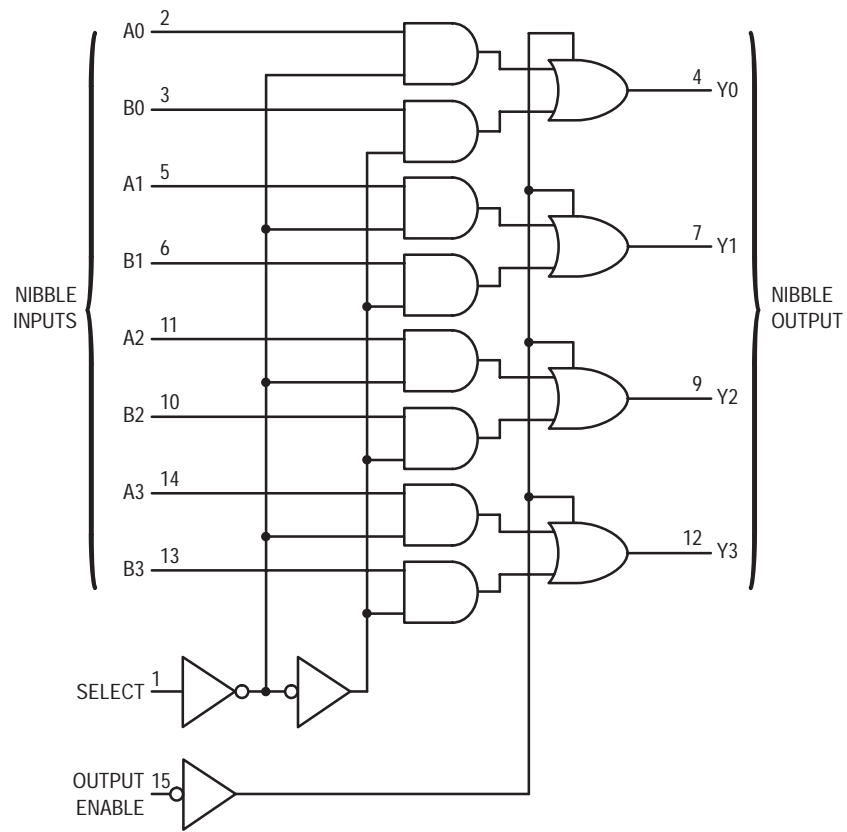 A0 2
B0 3
A1 5
B1 6
A2 11
B2 10
A3 14
B3 13
NIBBLE
INPUTS
SELECT 1
OUTPUT 15
ENABLE
4 Y0
7 Y1
9 Y2
12 Y3
NIBBLE
OUTPUT